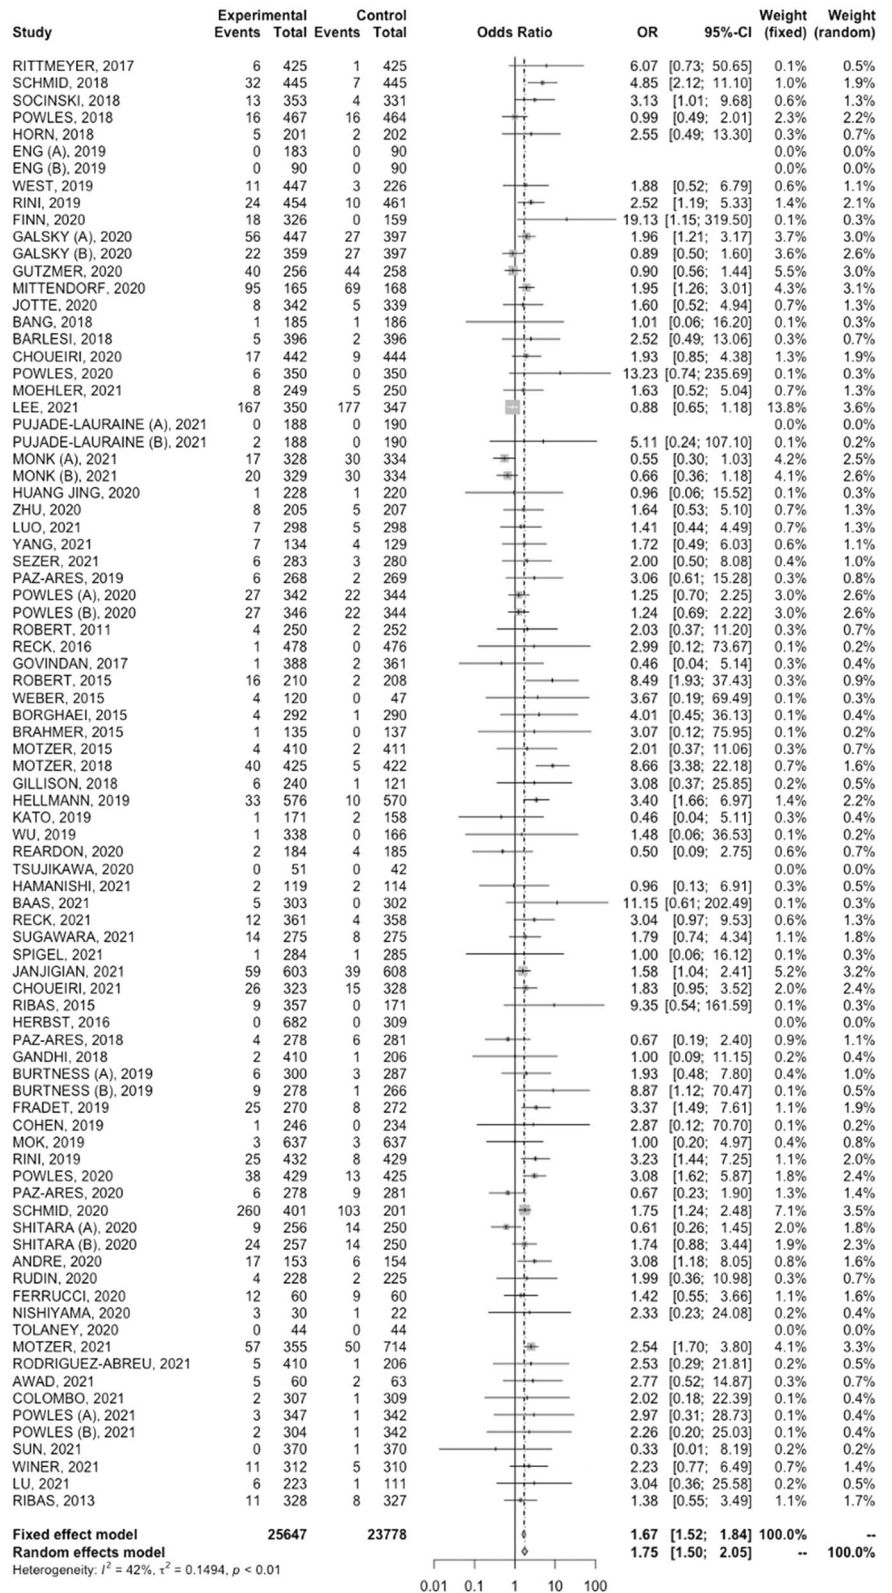 Experimental Control Weight Weight
Study Events Total Events Total Odds Ratio OR 95%-CI (fixed) (random)
RITTMEYER, 2017 6 425 1 425 6.07 [0.73; 50.65] 0.1% 0.5%
SCHMID, 2018 32 445 7 445 4.85 [2.12; 11.10] 1.0% 1.9%
SOCINSKI, 2018 13 353 4 331 3.13 [1.01; 9.68] 0.6% 1.3%
POWLES, 2018 16 467 16 464 0.99 [0.49; 2.01] 2.3% 2.2%
HORN, 2018 5 201 2 202 2.55 [0.49; 13.30] 0.3% 0.7%
ENG (A), 2019 0 183 0 90 0.0% 0.0%
ENG (B), 2019 0 90 0 90 0.0% 0.0%
WEST, 2019 11 447 3 226 1.88 [0.52; 6.79] 0.6% 1.1%
RINI, 2019 24 454 10 461 2.52 [1.19; 5.33] 1.4% 2.1%
FINN, 2020 18 326 0 159 19.13 [1.15; 319.50] 0.1% 0.3%
GALSKY (A), 2020 56 447 27 397 1.96 [1.21; 3.17] 3.7% 3.0%
GALSKY (B), 2020 22 359 27 397 0.89 [0.50; 1.60] 3.6% 2.6%
GUTZMER, 2020 40 256 44 258 0.90 [0.56; 1.44] 5.5% 3.0%
MITTENDORF, 2020 95 165 69 168 1.95 [1.26; 3.01] 4.3% 3.1%
JOTTE, 2020 8 342 5 339 1.60 [0.52; 4.94] 0.7% 1.3%
BANG, 2018 1 185 1 186 1.01 [0.06; 16.20] 0.1% 0.3%
BARLESI, 2018 5 396 2 396 2.52 [0.49; 13.06] 0.3% 0.7%
CHOUEIRI, 2020 17 442 9 444 1.93 [0.85; 4.38] 1.3% 1.9%
POWLES, 2020 6 350 0 350 13.23 [0.74; 235.69] 0.1% 0.3%
MOEHLER, 2021 8 249 5 250 1.63 [0.52; 5.04] 0.7% 1.3%
LEE, 2021 167 350 177 347 0.88 [0.65; 1.18] 13.8% 3.6%
PUJADE-LAURAINE (A), 2021 0 188 0 190 0.0% 0.0%
PUJADE-LAURAINE (B), 2021 2 188 0 190 5.11 [0.24; 107.10] 0.1% 0.2%
MONK (A), 2021 17 328 30 334 0.55 [0.30; 1.03] 4.2% 2.5%
MONK (B), 2021 20 329 30 334 0.66 [0.36; 1.18] 4.1% 2.6%
HUANG JING, 2020 1 228 1 220 0.96 [0.06; 15.52] 0.1% 0.3%
ZHU, 2020 8 205 5 207 1.64 [0.53; 5.10] 0.7% 1.3%
LUO, 2021 7 298 5 298 1.41 [0.44; 4.49] 0.7% 1.3%
YANG, 2021 7 134 4 129 1.72 [0.49; 6.03] 0.6% 1.1%
SEZER, 2021 6 283 3 280 2.00 [0.50; 8.08] 0.4% 1.0%
PAZ-ARES, 2019 6 268 2 269 3.06 [0.61; 15.28] 0.3% 0.8%
POWLES (A), 2020 27 342 22 344 1.25 [0.70; 2.25] 3.0% 2.6%
POWLES (B), 2020 27 346 22 344 1.24 [0.69; 2.22] 3.0% 2.6%
ROBERT, 2011 4 250 2 252 2.03 [0.37; 11.20] 0.3% 0.7%
RECK, 2016 1 478 0 476 2.99 [0.12; 73.67] 0.1% 0.2%
GOVINDAN, 2017 1 388 2 361 0.46 [0.04; 5.14] 0.3% 0.4%
ROBERT, 2015 16 210 2 208 8.49 [1.93; 37.43] 0.3% 0.9%
WEBER, 2015 4 120 0 47 3.67 [0.19; 69.49] 0.1% 0.3%
BORGHAEI, 2015 4 292 1 290 4.01 [0.45; 36.13] 0.1% 0.4%
BRAHMER, 2015 1 135 0 137 3.07 [0.12; 75.95] 0.1% 0.2%
MOTZER, 2015 4 410 2 411 2.01 [0.37; 11.06] 0.3% 0.7%
MOTZER, 2018 40 425 5 422 8.66 [3.38; 22.18] 0.7% 1.6%
GILLISON, 2018 6 240 1 121 3.08 [0.37; 25.85] 0.2% 0.5%
HELLMANN, 2019 33 576 10 570 3.40 [1.66; 6.97] 1.4% 2.2%
KATO, 2019 1 171 2 158 0.46 [0.04; 5.11] 0.3% 0.4%
WU, 2019 1 338 0 166 1.48 [0.06; 36.53] 0.1% 0.2%
REARDON, 2020 2 184 4 185 0.50 [0.09; 2.75] 0.6% 0.7%
TSUJIKAWA, 2020 0 51 0 42 0.0% 0.0%
HAMANISHI, 2021 2 119 2 114 0.96 [0.13; 6.91] 0.3% 0.5%
BAAS, 2021 5 303 0 302 11.15 [0.61; 202.49] 0.1% 0.3%
RECK, 2021 12 361 4 358 3.04 [0.97; 9.53] 0.6% 1.3%
SUGAWARA, 2021 14 275 8 275 1.79 [0.74; 4.34] 1.1% 1.8%
SPIGEL, 2021 1 284 1 285 1.00 [0.06; 16.12] 0.1% 0.3%
JANJIGIAN, 2021 59 603 39 608 1.58 [1.04; 2.41] 5.2% 3.2%
CHOUEIRI, 2021 26 323 15 328 1.83 [0.95; 3.52] 2.0% 2.4%
RIBAS, 2015 9 357 0 171 9.35 [0.54; 161.59] 0.1% 0.3%
HERBST, 2016 0 682 0 309 0.0% 0.0%
PAZ-ARES, 2018 4 278 6 281 0.67 [0.19; 2.40] 0.9% 1.1%
GANDHI, 2018 2 410 1 206 1.00 [0.09; 11.15] 0.2% 0.4%
BURTNESS (A), 2019 6 300 3 287 1.93 [0.48; 7.80] 0.4% 1.0%
BURTNESS (B), 2019 9 278 1 266 8.87 [1.12; 70.47] 0.1% 0.5%
FRADET, 2019 25 270 8 272 3.37 [1.49; 7.61] 1.1% 1.9%
COHEN, 2019 1 246 0 234 2.87 [0.12; 70.70] 0.1% 0.2%
MOK, 2019 3 637 3 637 1.00 [0.20; 4.97] 0.4% 0.8%
RINI, 2019 25 432 8 429 3.23 [1.44; 7.25] 1.1% 2.0%
POWLES, 2020 38 429 13 425 3.08 [1.62; 5.87] 1.8% 2.4%
PAZ-ARES, 2020 6 278 9 281 0.67 [0.23; 1.90] 1.3% 1.4%
SCHMID, 2020 260 401 103 201 1.75 [1.24; 2.48] 7.1% 3.5%
SHITARA (A), 2020 9 256 14 250 0.61 [0.26; 1.45] 2.0% 1.8%
SHITARA (B), 2020 24 257 14 250 1.74 [0.88; 3.44] 1.9% 2.3%
ANDRE, 2020 17 153 6 154 3.08 [1.18; 8.05] 0.8% 1.6%
RUDIN, 2020 4 228 2 225 1.99 [0.36; 10.98] 0.3% 0.7%
FERRUCCI, 2020 12 60 9 60 1.42 [0.55; 3.66] 1.1% 1.6%
NISHIYAMA, 2020 3 30 1 22 2.33 [0.23; 24.08] 0.2% 0.4%
TOLANEY, 2020 0 44 0 44 0.0% 0.0%
MOTZER, 2021 57 355 50 714 2.54 [1.70; 3.80] 4.1% 3.3%
RODRIGUEZ-ABREU, 2021 5 410 1 206 2.53 [0.29; 21.81] 0.2% 0.5%
AWAD, 2021 5 60 2 63 2.77 [0.52; 14.87] 0.3% 0.7%
COLOMBO, 2021 2 307 1 309 2.02 [0.18; 22.39] 0.1% 0.4%
POWLES (A), 2021 3 347 1 342 2.97 [0.31; 28.73] 0.1% 0.4%
POWLES (B), 2021 2 304 1 342 2.26 [0.20; 25.03] 0.1% 0.4%
SUN, 2021 0 370 1 370 0.33 [0.01; 8.19] 0.2% 0.2%
WINER, 2021 11 312 5 310 2.23 [0.77; 6.49] 0.7% 1.4%
LU, 2021 6 223 1 111 3.04 [0.36; 25.58] 0.2% 0.5%
RIBAS, 2013 11 328 8 327 1.38 [0.55; 3.49] 1.1% 1.7%
Fixed effect model 25647 23778 1.67 [1.52; 1.84] 100.0% --
Random effects model 1.75 [1.50; 2.05] -- 100.0%
Heterogeneity: I² = 42%, τ² = 0.1494, p < 0.01
0.01 0.1 1 10 100